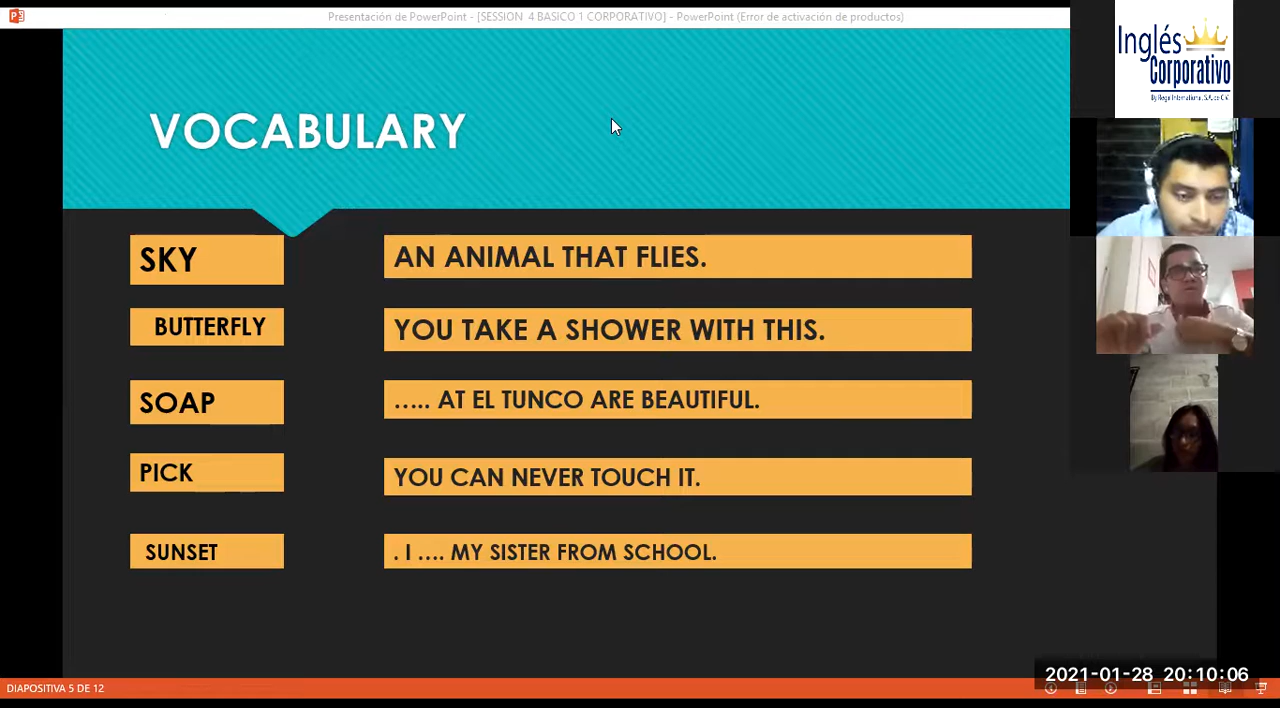 Presentación de PowerPoint - [SESSION 4 BASICO 1 CORPORATIVO] - PowerPoint (Error de activación de productos)
Inglés
Corporativo
VOCABULARY
SKY
AN ANIMAL THAT FLIES.
BUTTERFLY
YOU TAKE A SHOWER WITH THIS.
SOAP
….. AT EL TUNCO ARE BEAUTIFUL.
PICK
YOU CAN NEVER TOUCH IT.
SUNSET
. I …. MY SISTER FROM SCHOOL.
2021-01-28 20:10:06
DIAPOSITIVA 5 DE 12